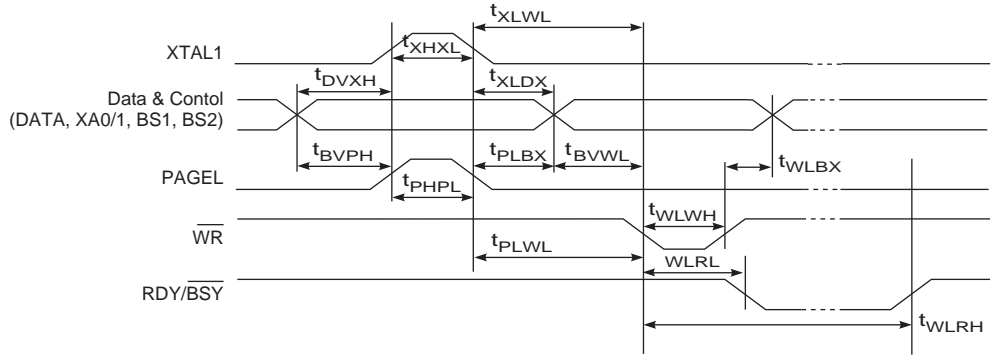 tXLWL
XTAL1
tXHXL
tDVXH
tXLDX
Data & Contol
(DATA, XA0/1, BS1, BS2)
tBVPH
tPLBX
tBVWL
tWLBX
PAGEL
tPHPL
WR
tWLWH
tPLWL
WLRL
RDY/BSY
tWLRH